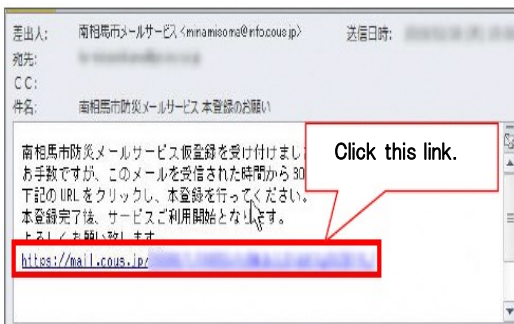 差出人: 南相馬市メールサービス <minamisoma@info.cous.jp> 送信日時:
宛先:
CC:
件名: 南相馬市防災メールサービス 本登録のお願い
南相馬市防災メールサービス仮登録を受け付けまし
お手数ですが、このメールを受信された時間から30
下記のURLをクリックし、本登録を行ってください。
本登録完了後、サービスご利用開始となります。
よろしくお願い致します
https://mail.cous.jp/
Click this link.